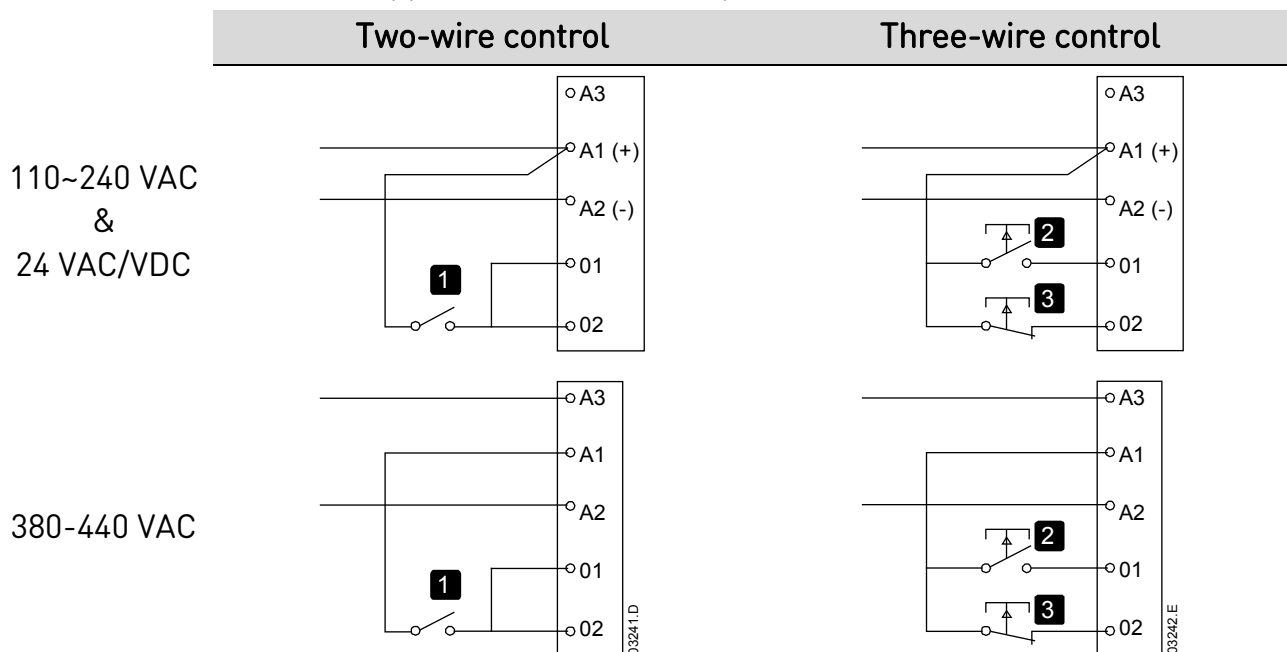 Two-wire control Three-wire control
110~240 VAC
&
24 VAC/VDC
A3
A1 (+)
A2 (-)
1
01
02
A3
A1 (+)
A2 (-)
2
01
3
02
380-440 VAC
A3
A1
A2
1
01
02
03241.D
A3
A1
A2
2
01
3
02
03242.E